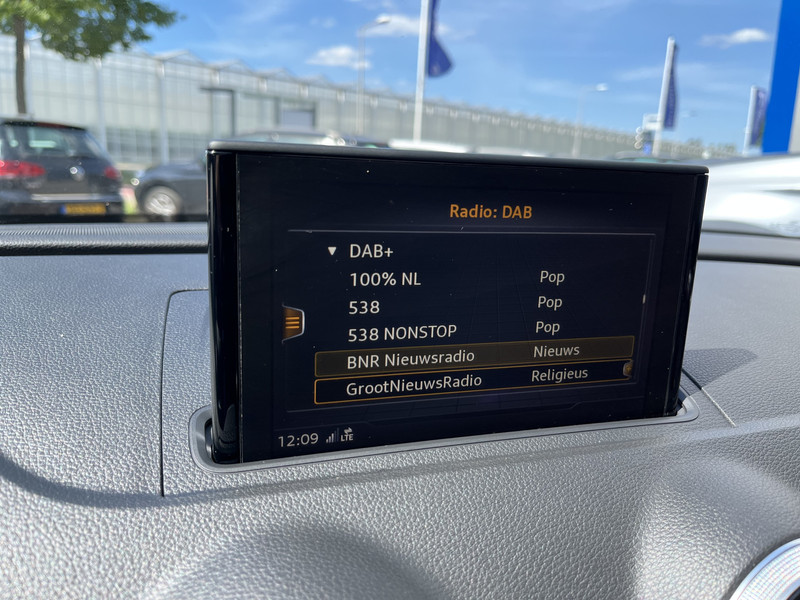 Radio: DAB
DAB+
100% NL Pop
538 Pop
538 NONSTOP Pop
BNR Nieuwsradio Nieuws
GrootNieuwsRadio Religieus
12:09 LTE